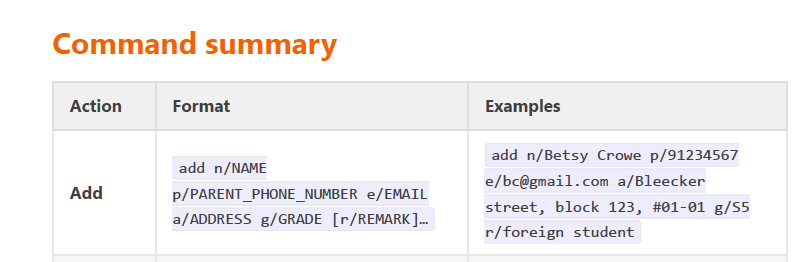 Command summary
Action Format Examples
Add
add n/NAME
p/PARENT_PHONE_NUMBER e/EMAIL
a/ADDRESS g/GRADE [r/REMARK]…
add n/Betsy Crowe p/91234567
e/bc@gmail.com a/Bleecker
street, block 123, #01-01 g/S5
r/foreign student